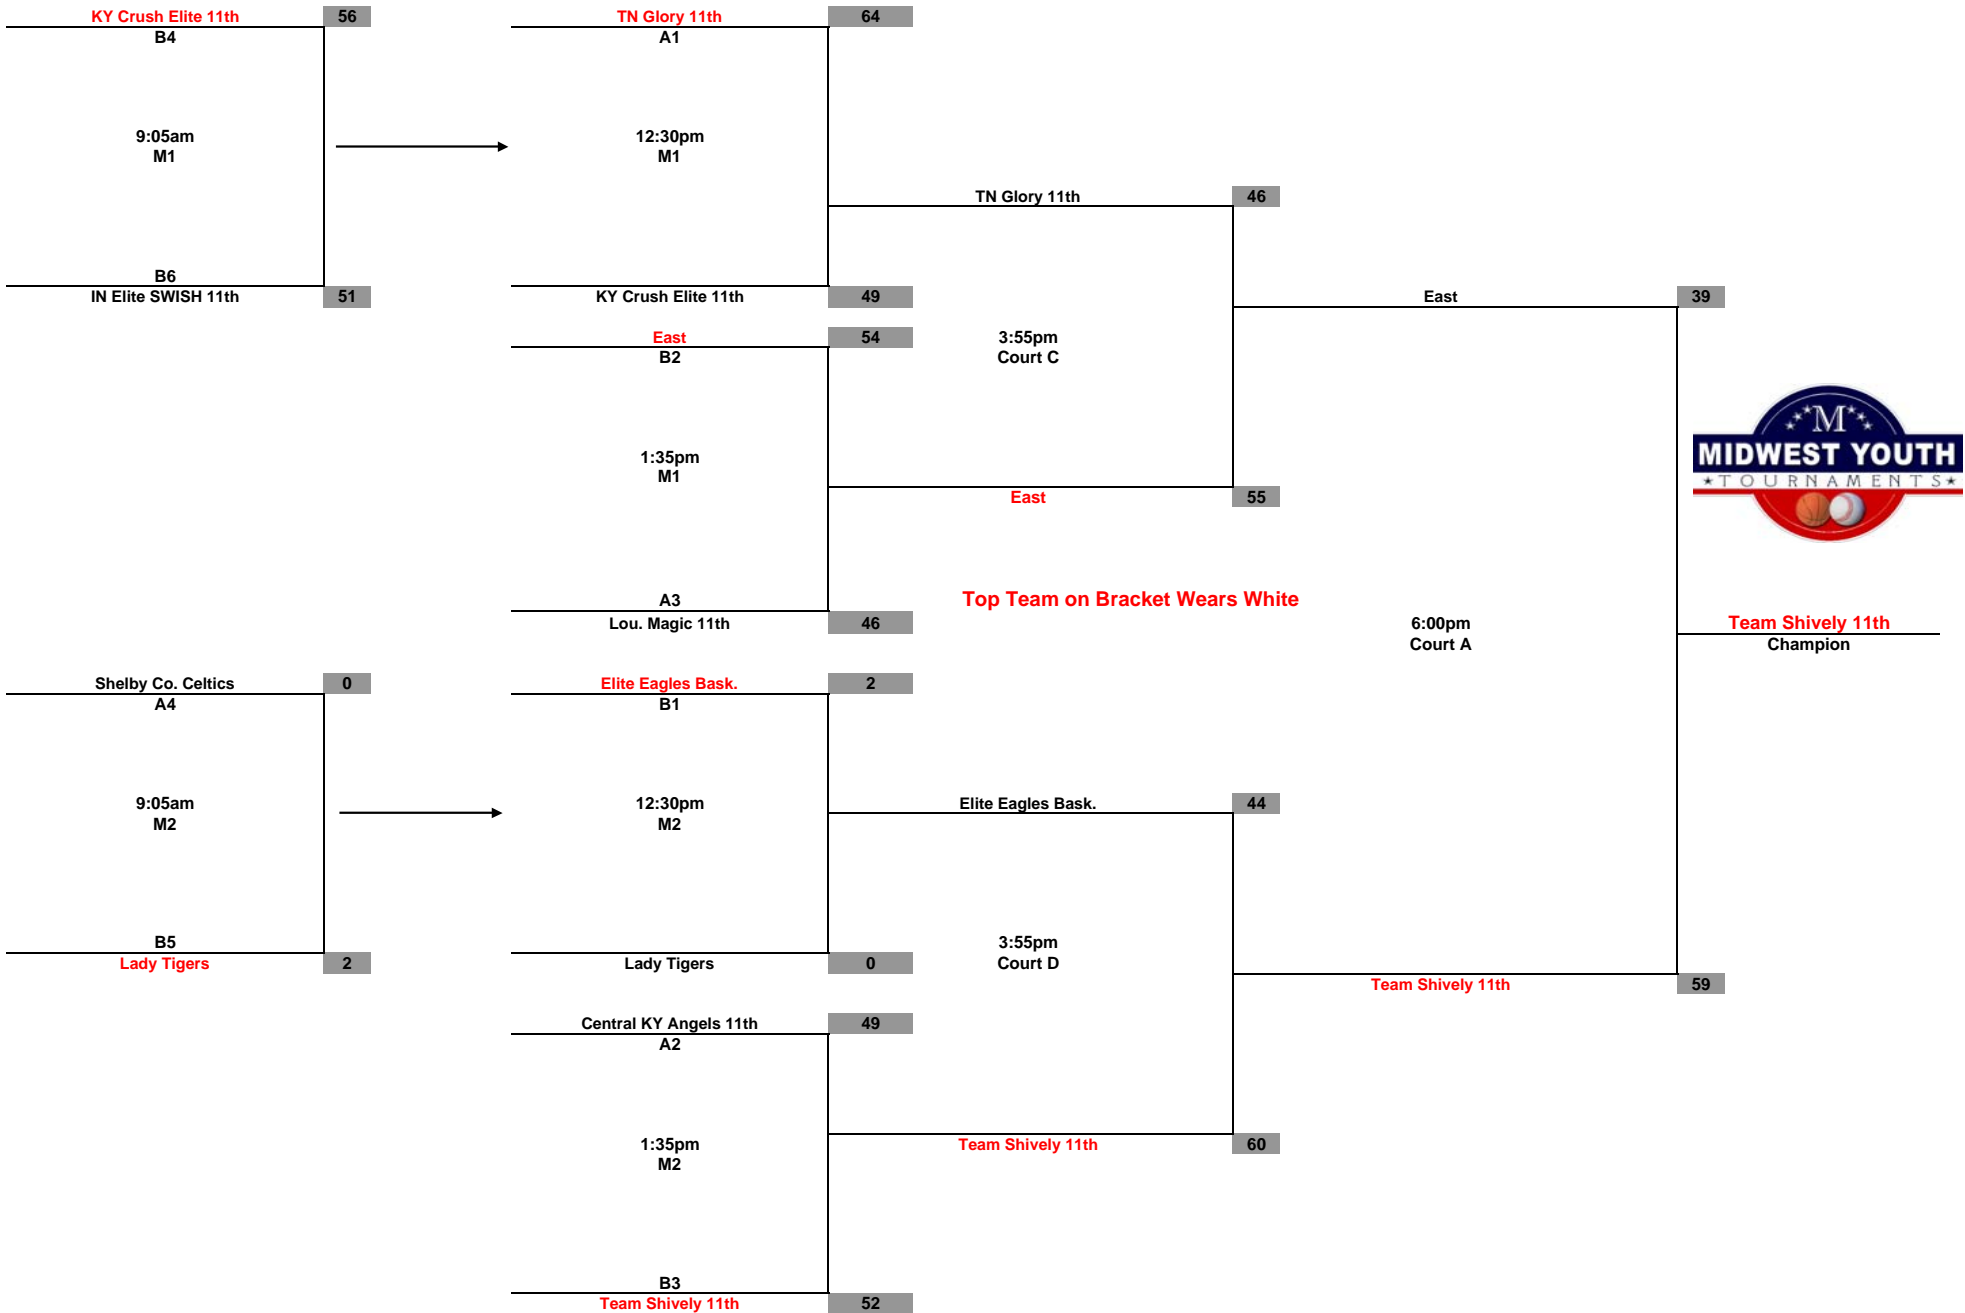 KY Crush Elite 11th 56
B4
9:05am
M1
B6
IN Elite SWISH 11th 51
TN Glory 11th 64
A1
12:30pm
M1
KY Crush Elite 11th 49
East 54
B2
1:35pm
M1
A3
Lou. Magic 11th 46
TN Glory 11th 46
3:55pm
Court C
East 55
East 39
Top Team on Bracket Wears White
6:00pm
Court A
M
MIDWEST YOUTH
TOURNAMENTS
Team Shively 11th
Champion
Shelby Co. Celtics 0
A4
9:05am
M2
B5
Lady Tigers 2
Elite Eagles Bask. 2
B1
12:30pm
M2
Lady Tigers 0
Central KY Angels 11th 49
A2
1:35pm
M2
B3
Team Shively 11th 52
Elite Eagles Bask. 44
3:55pm
Court D
Team Shively 11th 60
Team Shively 11th 59